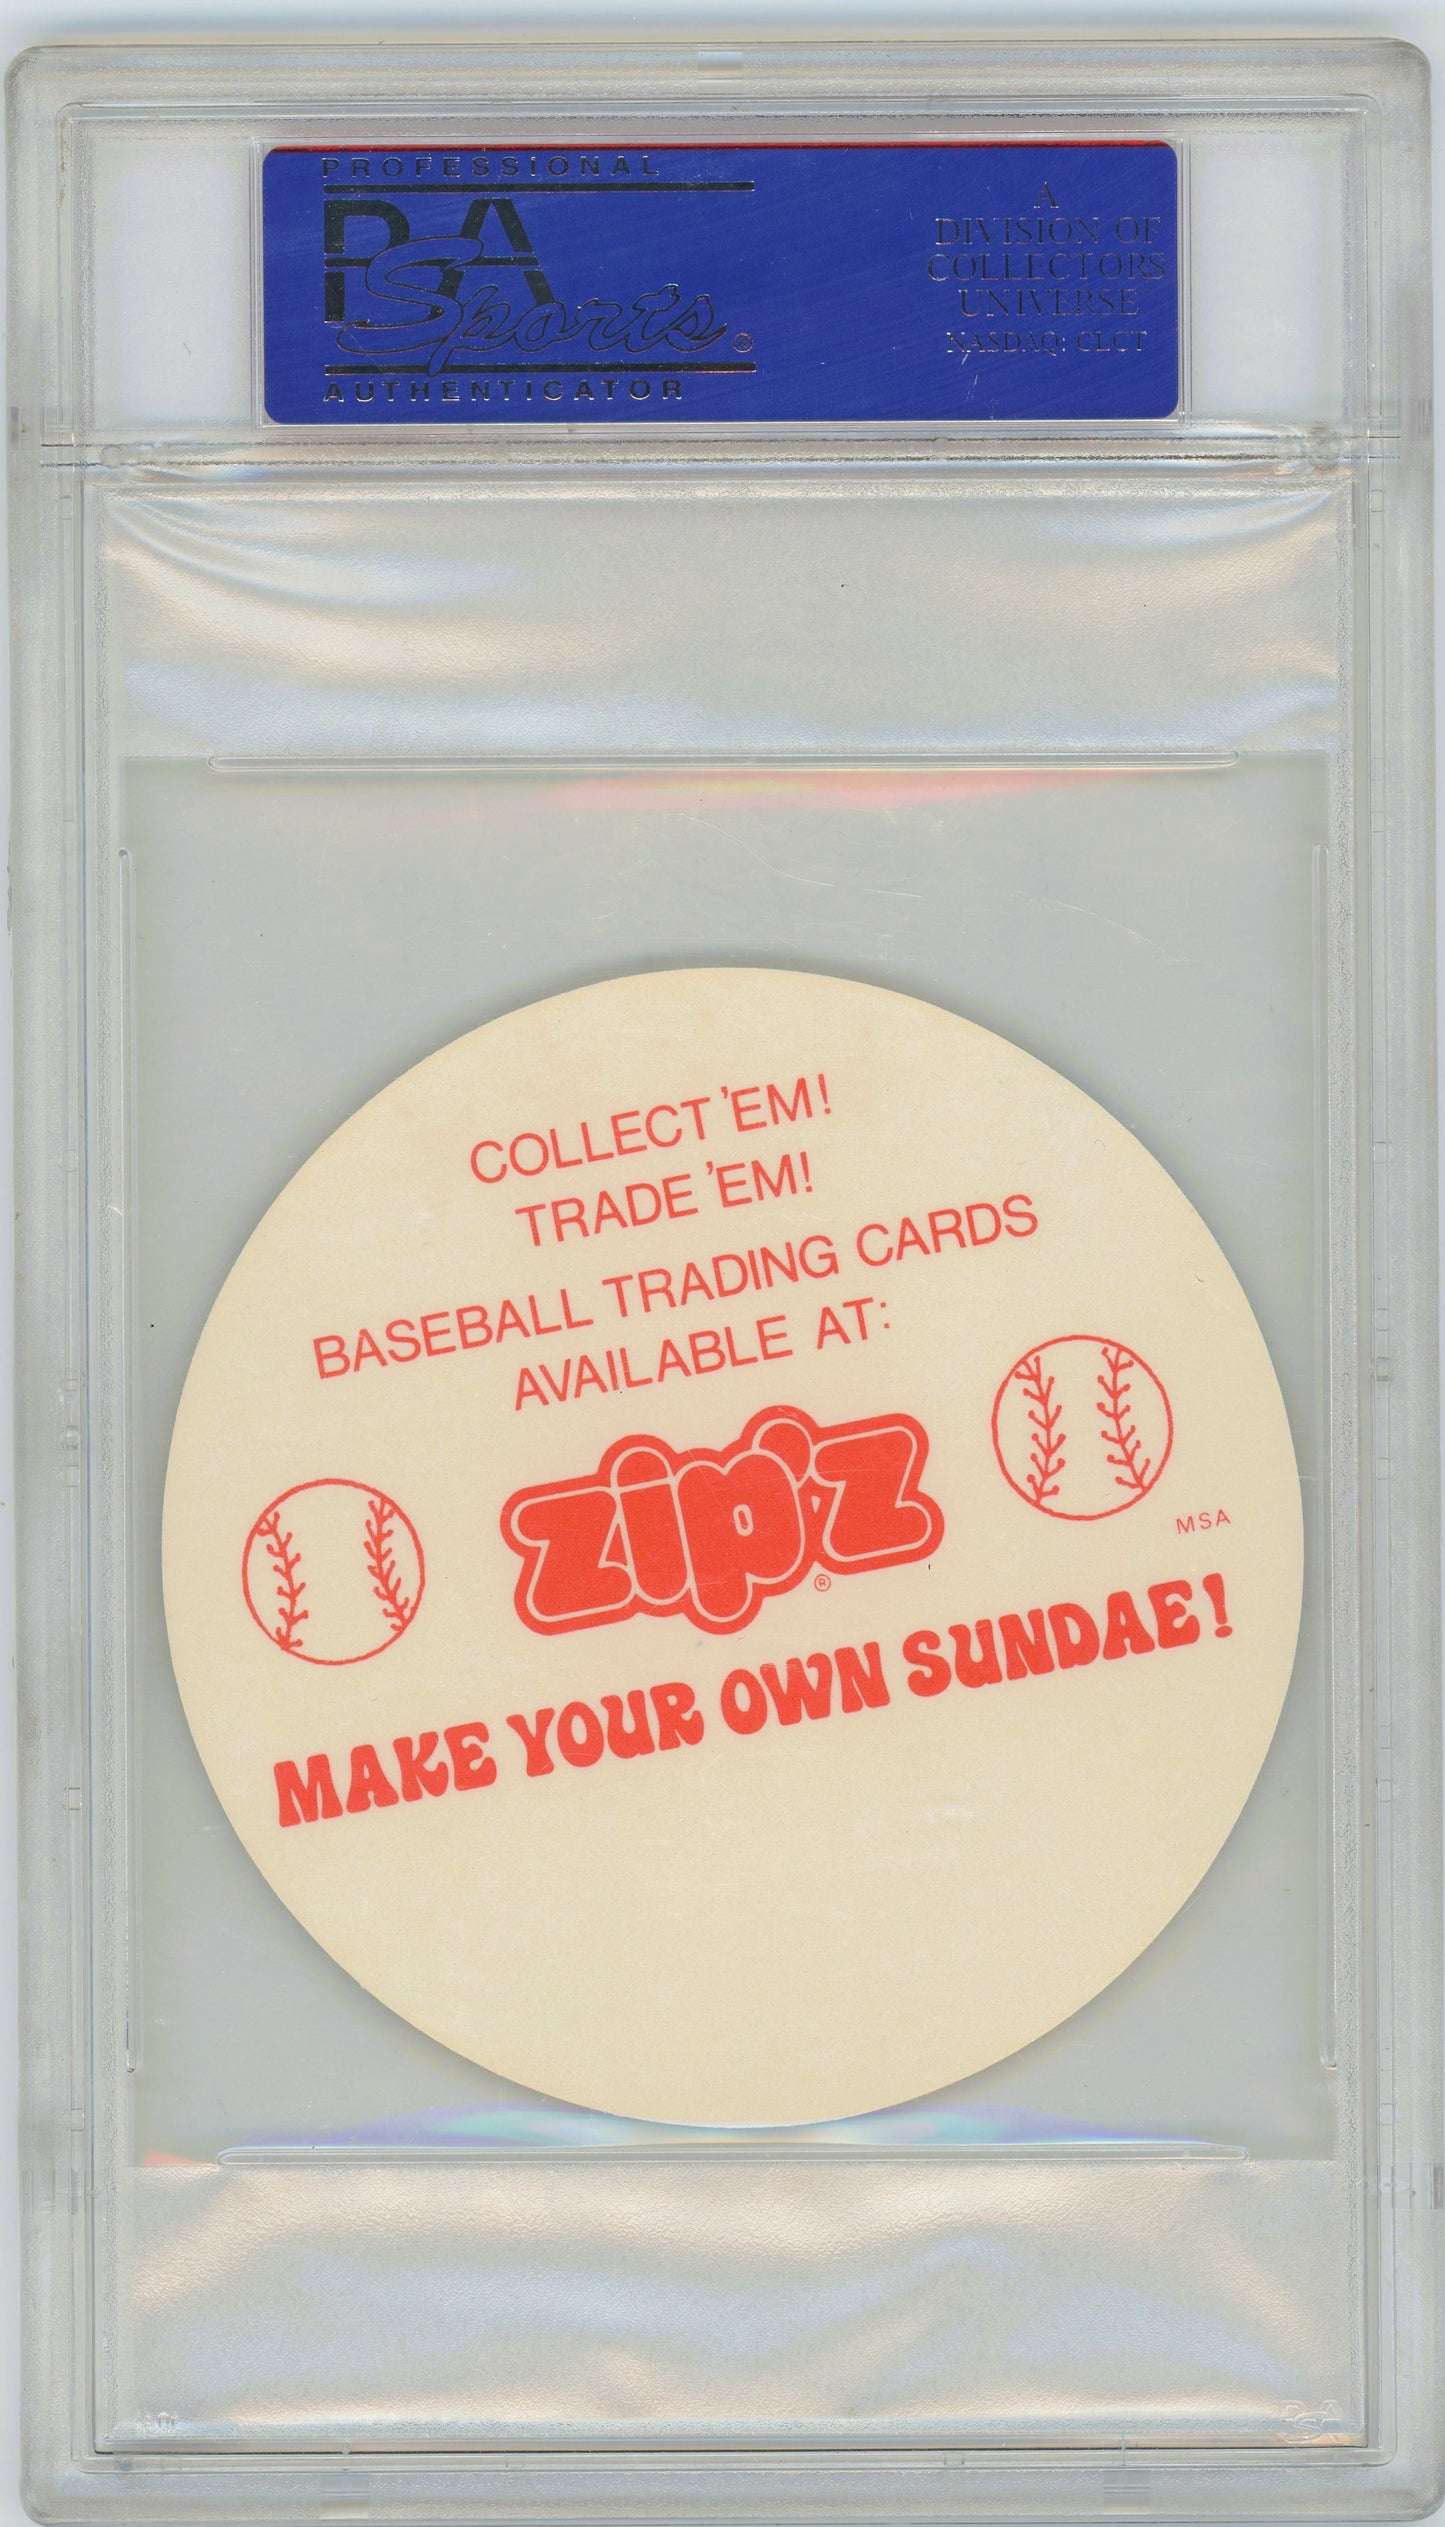 PROFESSIONAL
PSA
Sports®
AUTHENTICATOR
A
DIVISION OF
COLLECTORS
UNIVERSE
NASDAQ: CLCT
COLLECT 'EM!
TRADE 'EM!
BASEBALL TRADING CARDS
AVAILABLE AT:
zip'z®
MSA
MAKE YOUR OWN SUNDAE!
PSA